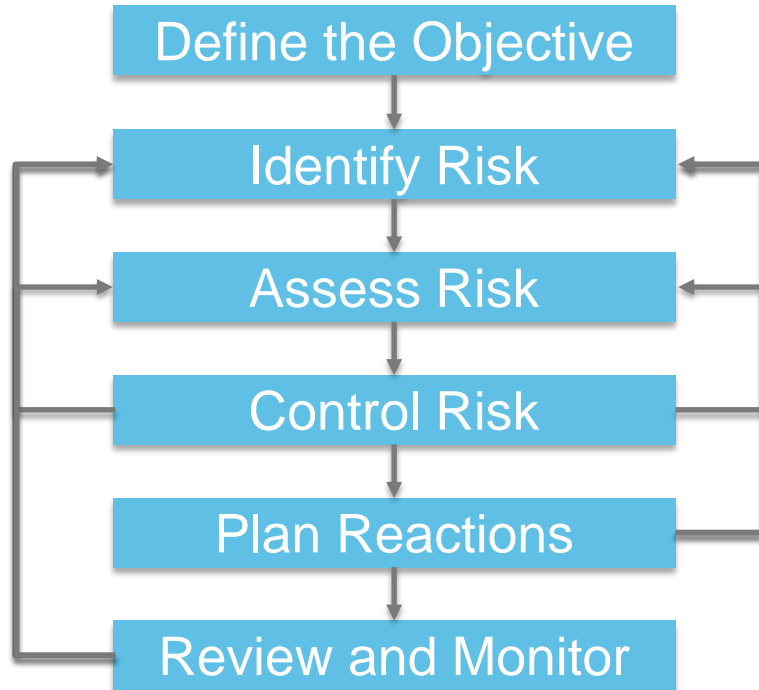 Define the Objective
Identify Risk
Assess Risk
Control Risk
Plan Reactions
Review and Monitor